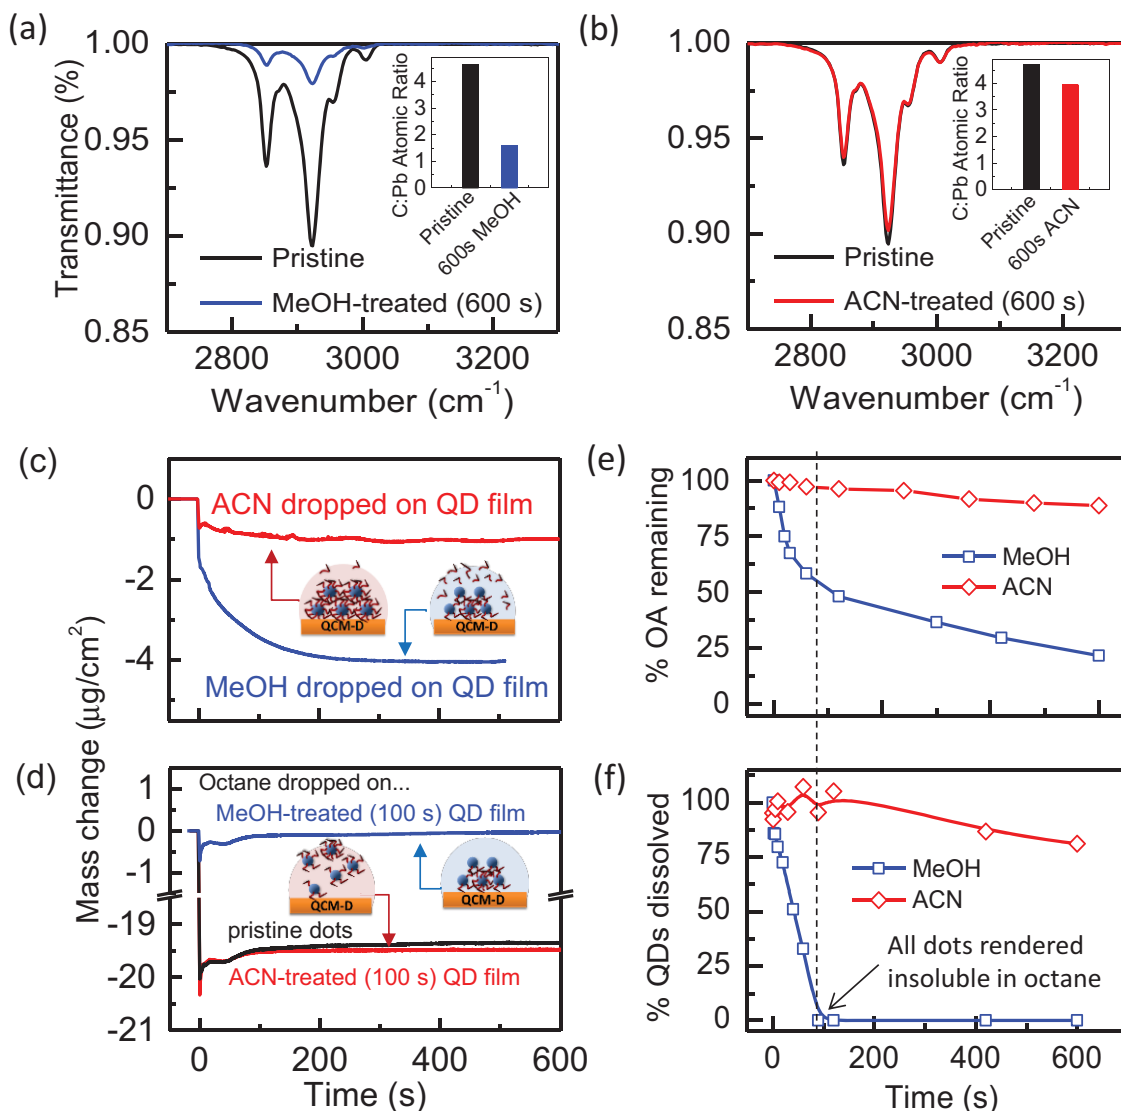 (a)
1.00
0.95
0.90
0.85
Transmittance (%)
2800
3000
3200
Wavenumber (cm-1)
Pristine
MeOH-treated (600 s)
C:Pb Atomic Ratio
4
3
2
1
0
Pristine
600s MeOH
(b)
1.00
0.95
0.90
0.85
2800
3000
3200
Wavenumber (cm-1)
Pristine
ACN-treated (600 s)
C:Pb Atomic Ratio
4
3
2
1
0
Pristine
600s ACN
(c)
0
-2
-4
Mass change (μg/cm2)
ACN dropped on QD film
QCM-D
QCM-D
MeOH dropped on QD film
(d)
1
0
-1
-19
-20
-21
Octane dropped on...
MeOH-treated (100 s) QD film
QCM-D
QCM-D
pristine dots
ACN-treated (100 s) QD film
0
200
400
600
Time (s)
(e)
100
75
50
25
0
% OA remaining
MeOH
ACN
(f)
100
75
50
25
0
% QDs dissolved
MeOH
ACN
All dots rendered
insoluble in octane
0
200
400
600
Time (s)